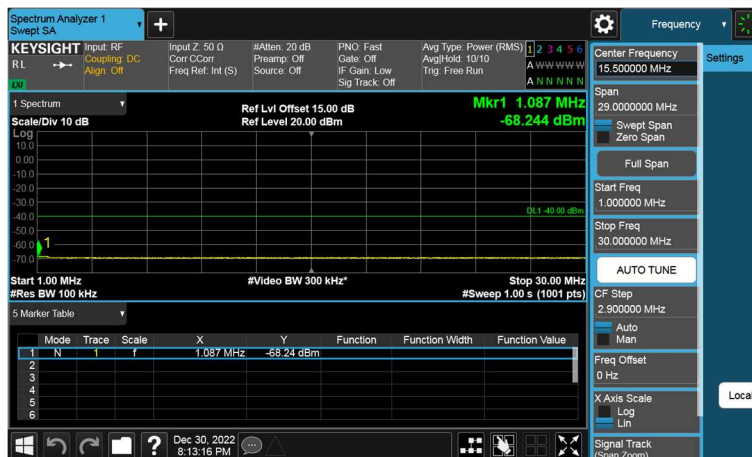 Spectrum Analyzer 1
Swept SA
+
Frequency
KEYSIGHT
RL
LXI
Input: RF
Coupling: DC
Align: Off
Input Z: 50 Ω
Corr CCorr
Freq Ref: Int (S)
#Atten: 20 dB
Preamp: Off
Source: Off
PNO: Fast
Gate: Off
IF Gain: Low
Sig Track: Off
Avg Type: Power (RMS)
Avg|Hold: 10/10
Trig: Free Run
1 2 3 4 5 6
A W W W W W
A N N N N N
1 Spectrum
Scale/Div 10 dB
Ref Lvl Offset 15.00 dB
Ref Level 20.00 dBm
Mkr1 1.087 MHz
-68.244 dBm
Log
10.0
0.00
-10.0
-20.0
-30.0
-40.0
-50.0
-60.0
-70.0
DL1 -40.00 dBm
1
Start 1.00 MHz
#Res BW 100 kHz
#Video BW 300 kHz*
Stop 30.00 MHz
#Sweep 1.00 s (1001 pts)
5 Marker Table
Mode Trace Scale X Y Function Function Width Function Value
1 N 1 f 1.087 MHz -68.24 dBm
2
3
4
5
6
Dec 30, 2022
8:13:16 PM
Center Frequency
15.500000 MHz
Span
29.0000000 MHz
Swept Span
Zero Span
Full Span
Start Freq
1.000000 MHz
Stop Freq
30.000000 MHz
AUTO TUNE
CF Step
2.900000 MHz
Auto
Man
Freq Offset
0 Hz
X Axis Scale
Log
Lin
Signal Track
(Span Zoom)
Settings
Local